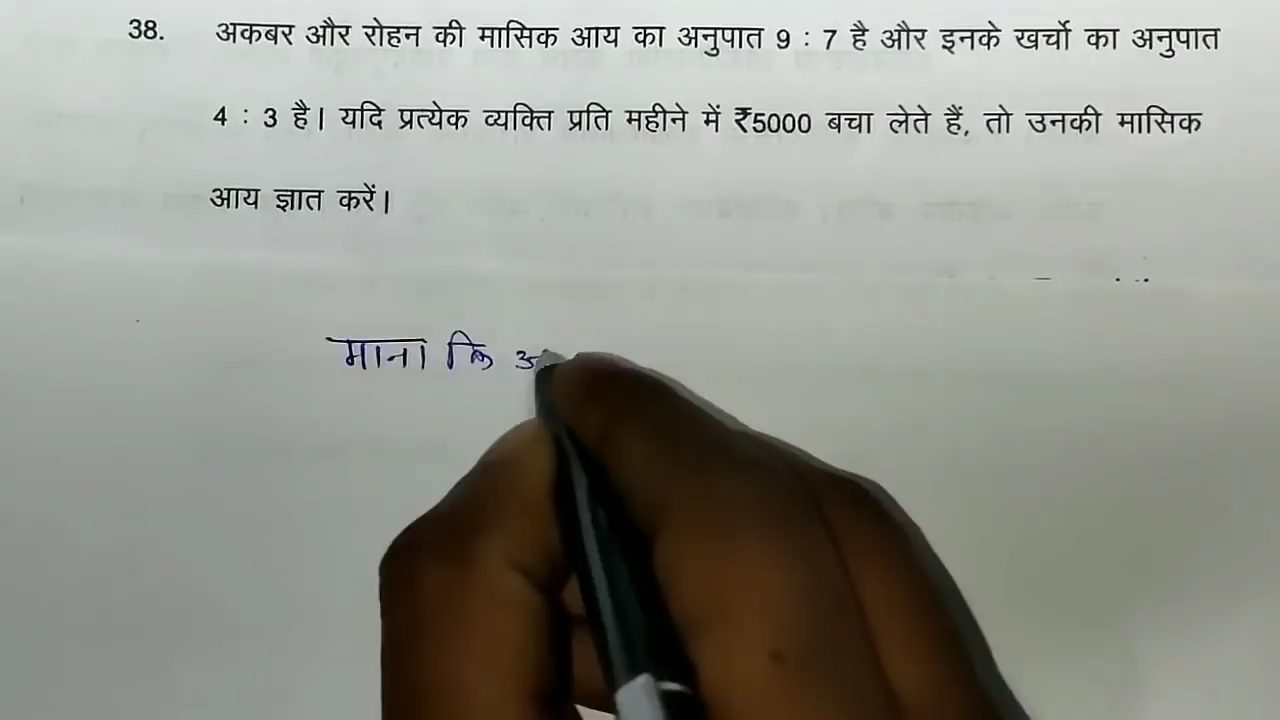 38. अकबर और रोहन की मासिक आय का अनुपात 9 : 7 है और इनके खर्चो का अनुपात
4 : 3 है। यदि प्रत्येक व्यक्ति प्रति महीने में ₹5000 बचा लेते हैं, तो उनकी मासिक
आय ज्ञात करें।
माना कि